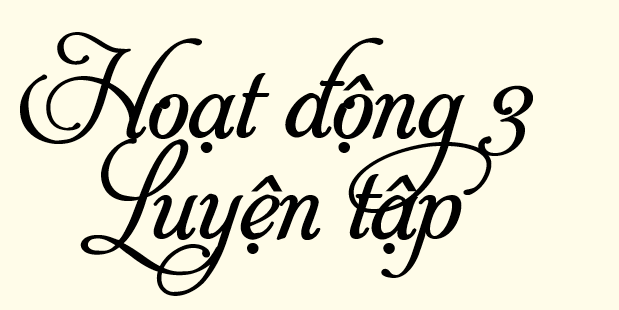 Hoạt động 3
Luyện tập